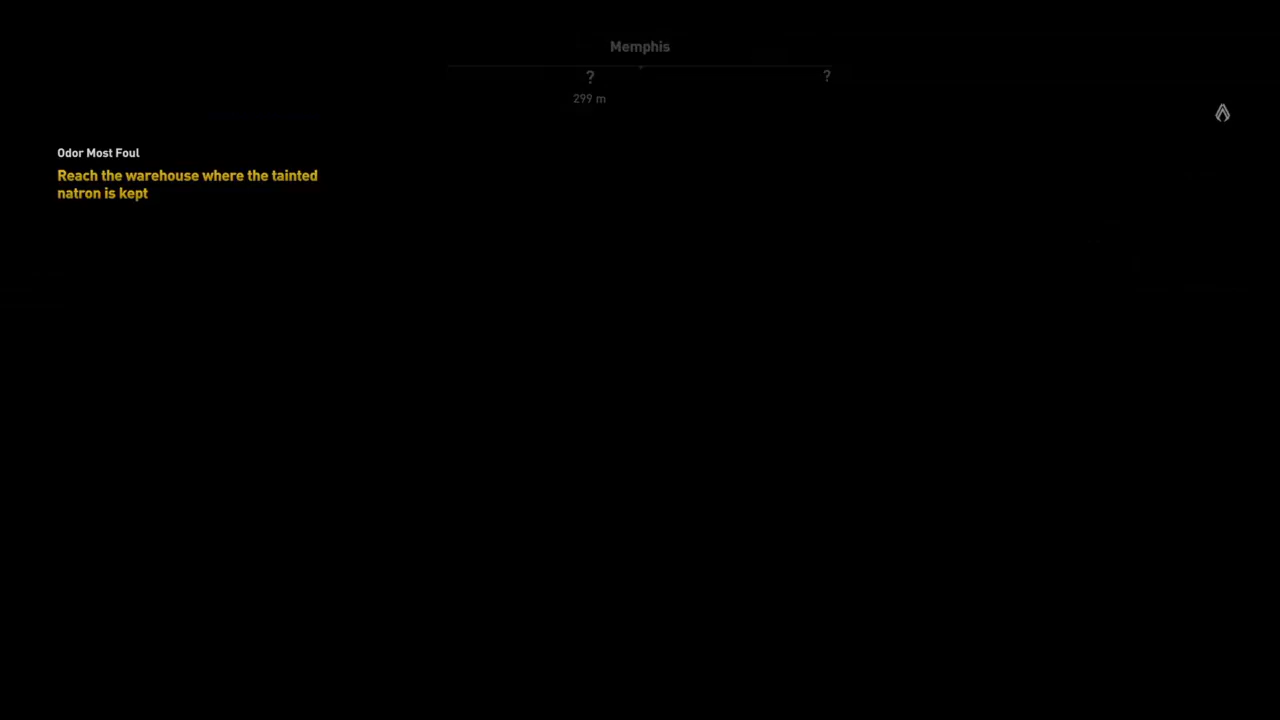 Memphis
? ?
299 m
Odor Most Foul
Reach the warehouse where the tainted
natron is kept